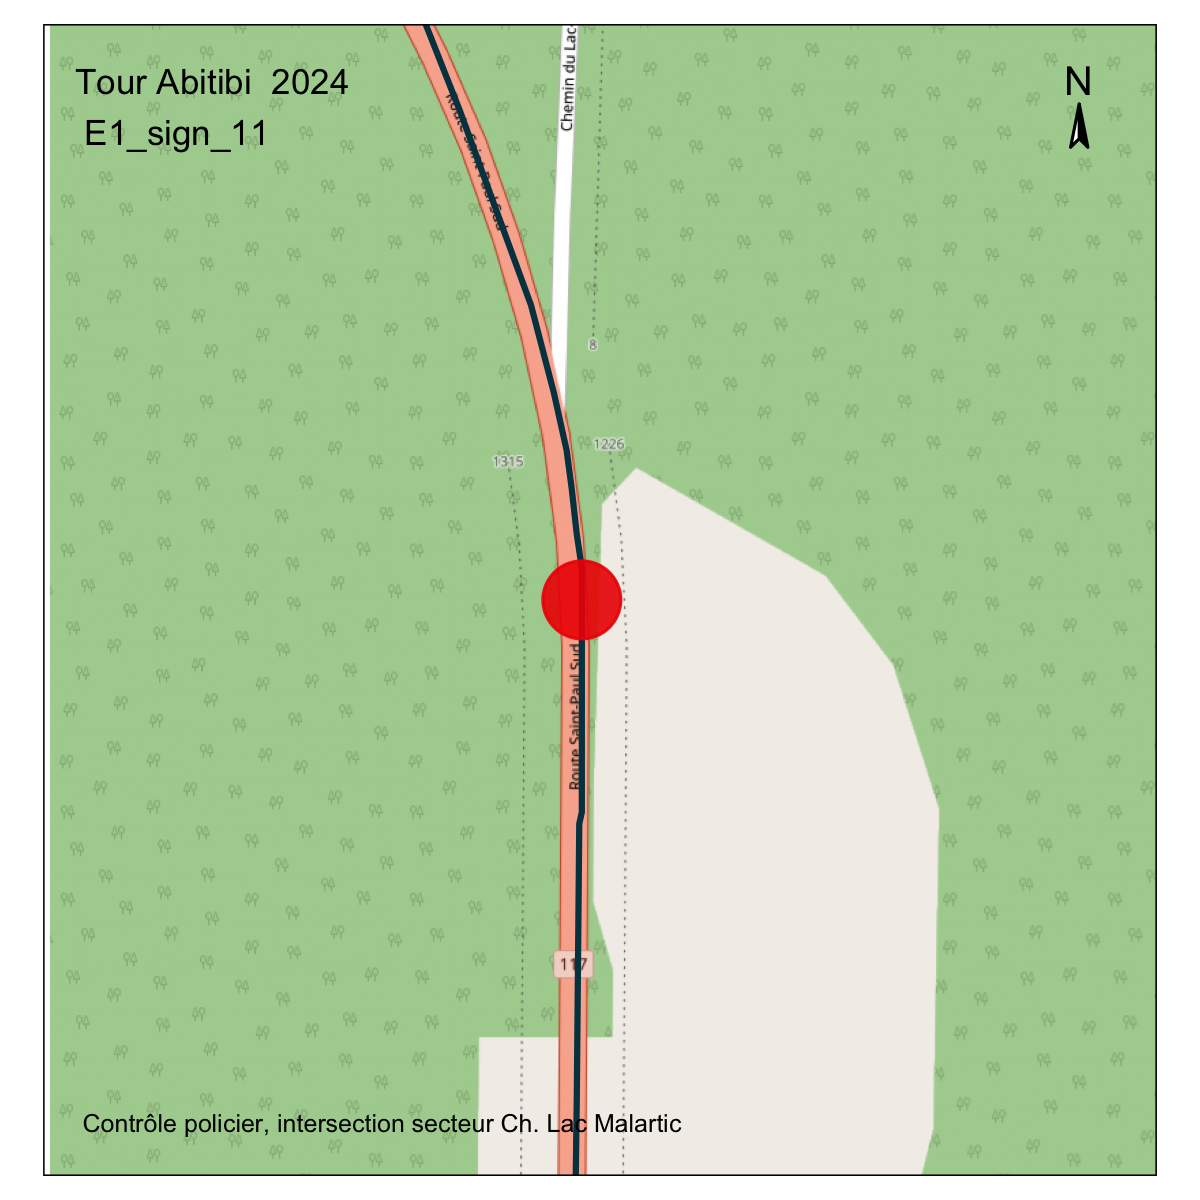 Tour Abitibi  2024
E1_sign_11
N
Chemin du Lac
Route Saint-Paul Sud
8
1226
1315
Route Saint-Paul Sud
117
Contrôle policier, intersection secteur Ch. Lac Malartic